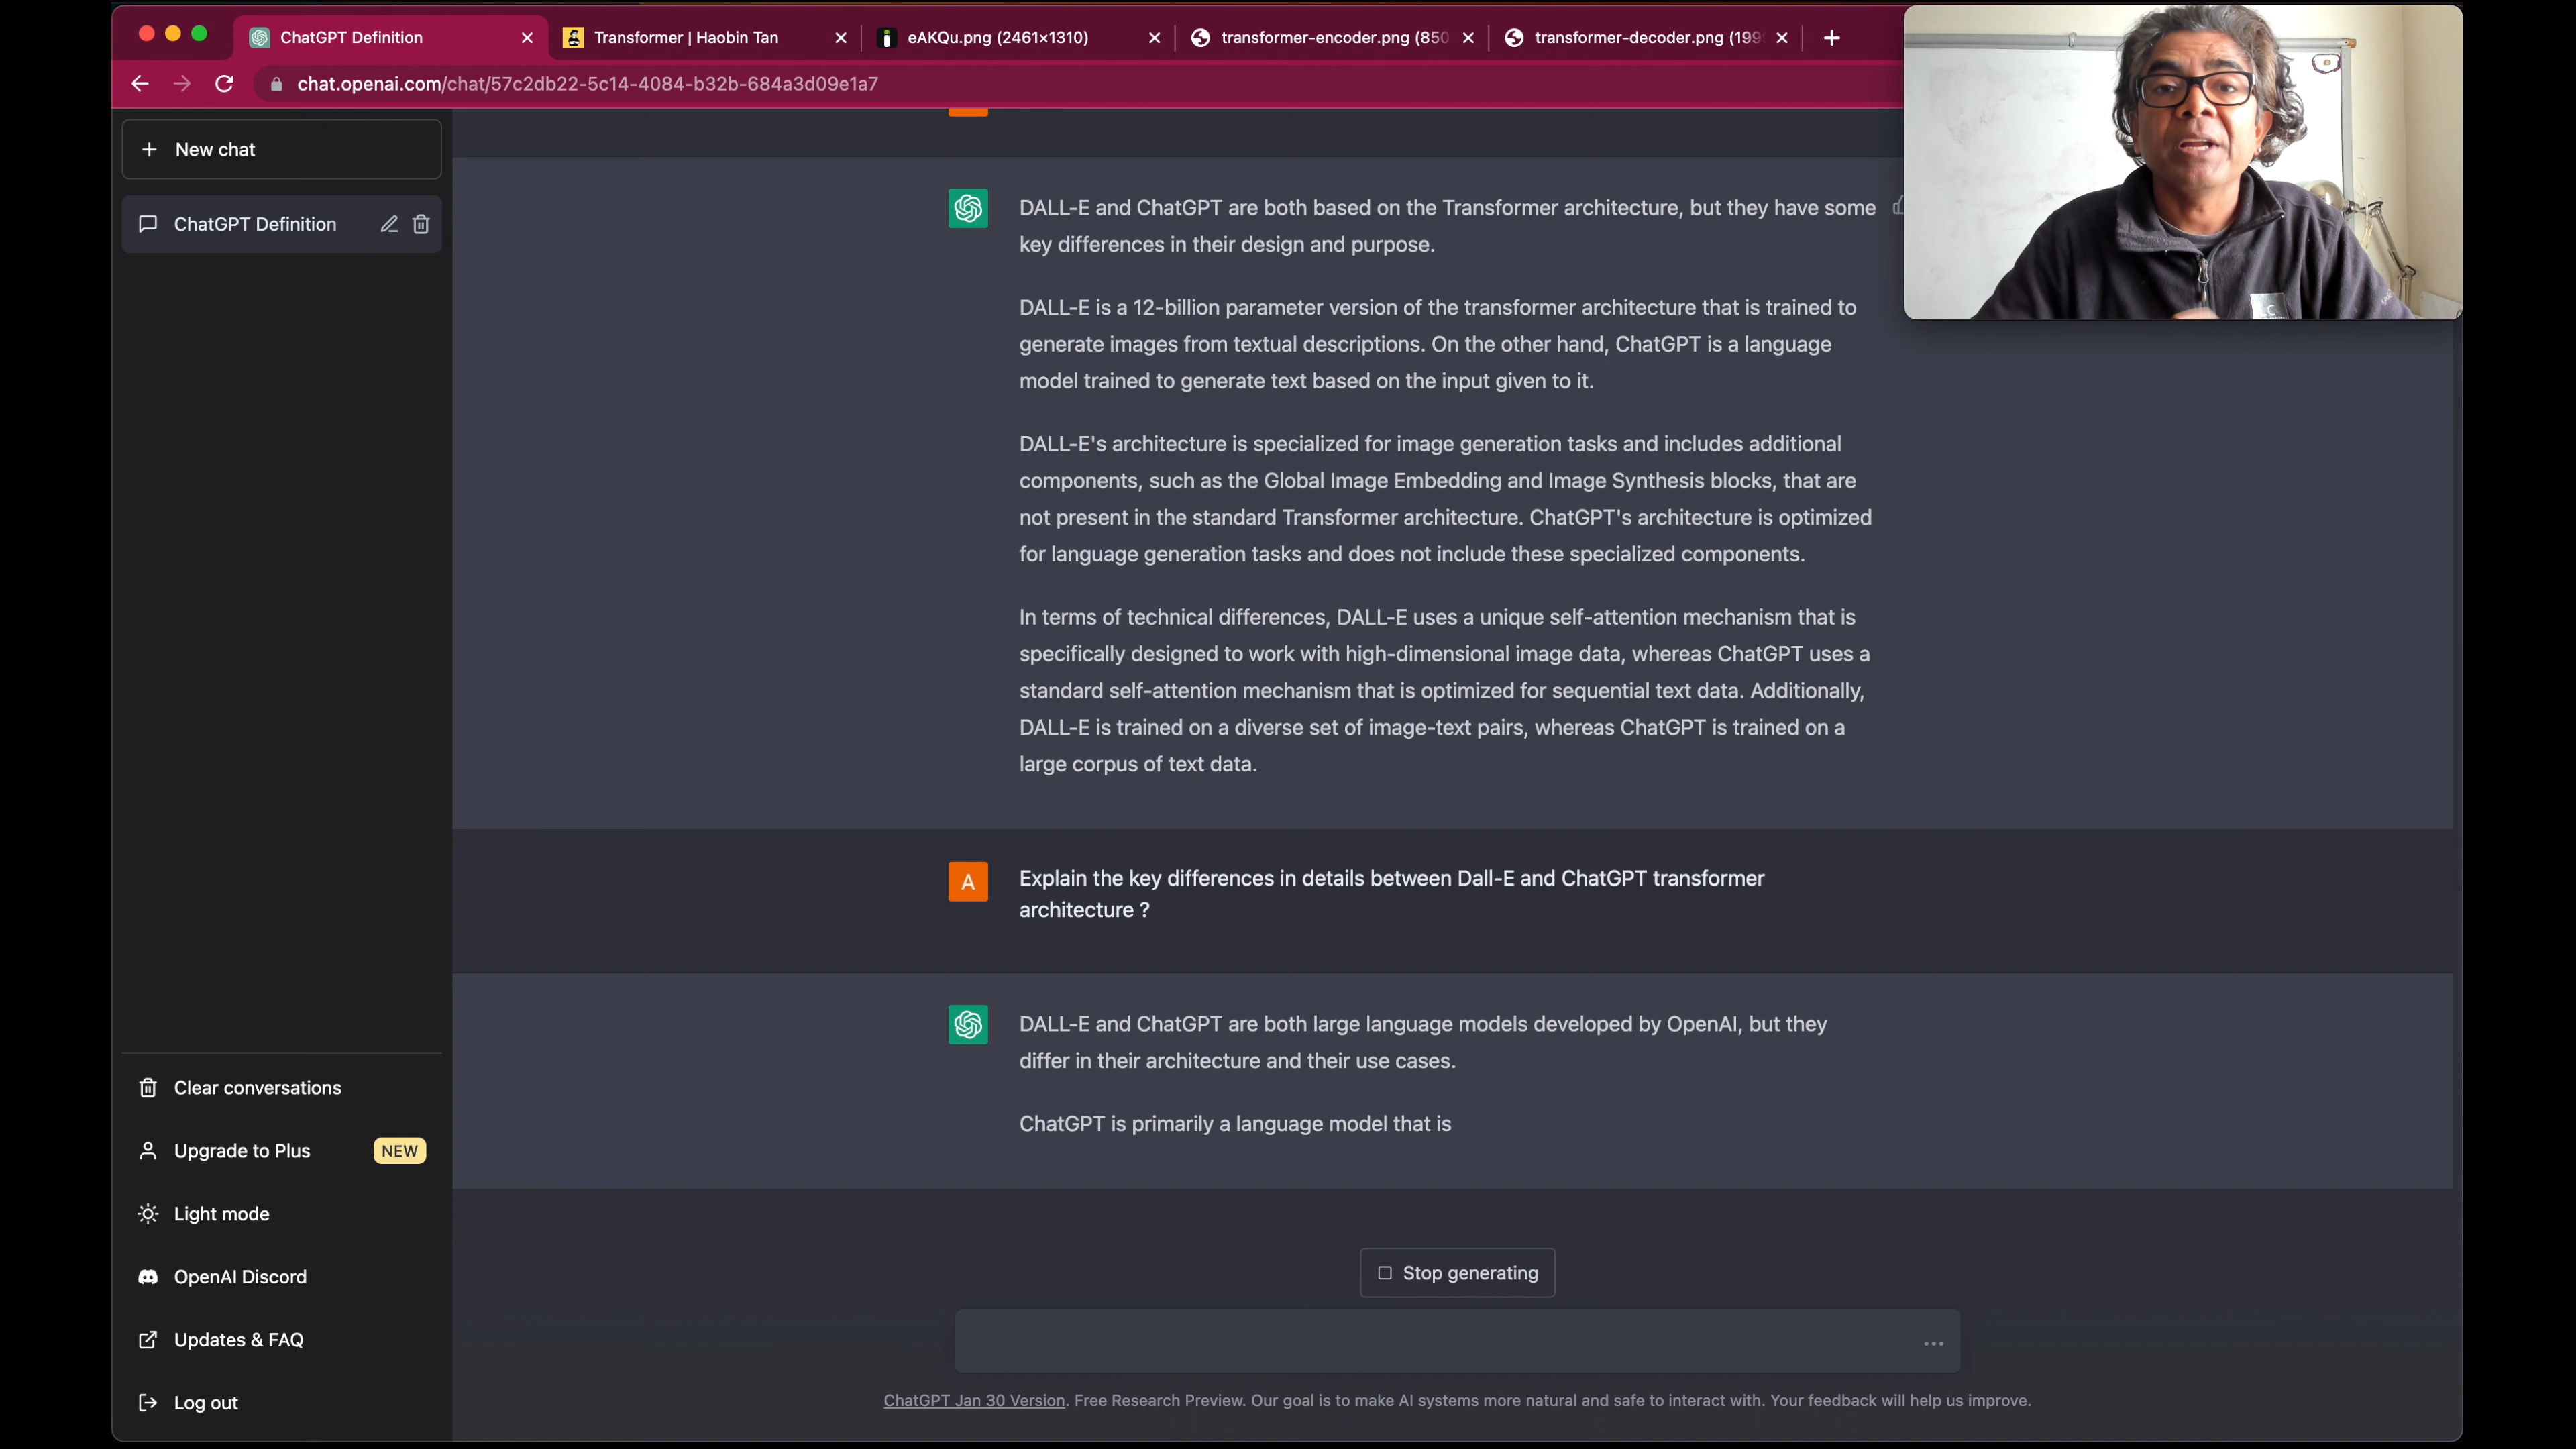 ChatGPT Definition
Transformer | Haobin Tan
eAKQu.png (2461×1310)
transformer-encoder.png (850
transformer-decoder.png (199
chat.openai.com/chat/57c2db22-5c14-4084-b32b-684a3d09e1a7
New chat
ChatGPT Definition
DALL-E and ChatGPT are both based on the Transformer architecture, but they have some
key differences in their design and purpose.
DALL-E is a 12-billion parameter version of the transformer architecture that is trained to
generate images from textual descriptions. On the other hand, ChatGPT is a language
model trained to generate text based on the input given to it.
DALL-E's architecture is specialized for image generation tasks and includes additional
components, such as the Global Image Embedding and Image Synthesis blocks, that are
not present in the standard Transformer architecture. ChatGPT's architecture is optimized
for language generation tasks and does not include these specialized components.
In terms of technical differences, DALL-E uses a unique self-attention mechanism that is
specifically designed to work with high-dimensional image data, whereas ChatGPT uses a
standard self-attention mechanism that is optimized for sequential text data. Additionally,
DALL-E is trained on a diverse set of image-text pairs, whereas ChatGPT is trained on a
large corpus of text data.
A
Explain the key differences in details between Dall-E and ChatGPT transformer
architecture ?
DALL-E and ChatGPT are both large language models developed by OpenAI, but they
differ in their architecture and their use cases.
ChatGPT is primarily a language model that is
Clear conversations
Upgrade to Plus NEW
Light mode
OpenAI Discord
Updates & FAQ
Log out
Stop generating
ChatGPT Jan 30 Version. Free Research Preview. Our goal is to make AI systems more natural and safe to interact with. Your feedback will help us improve.